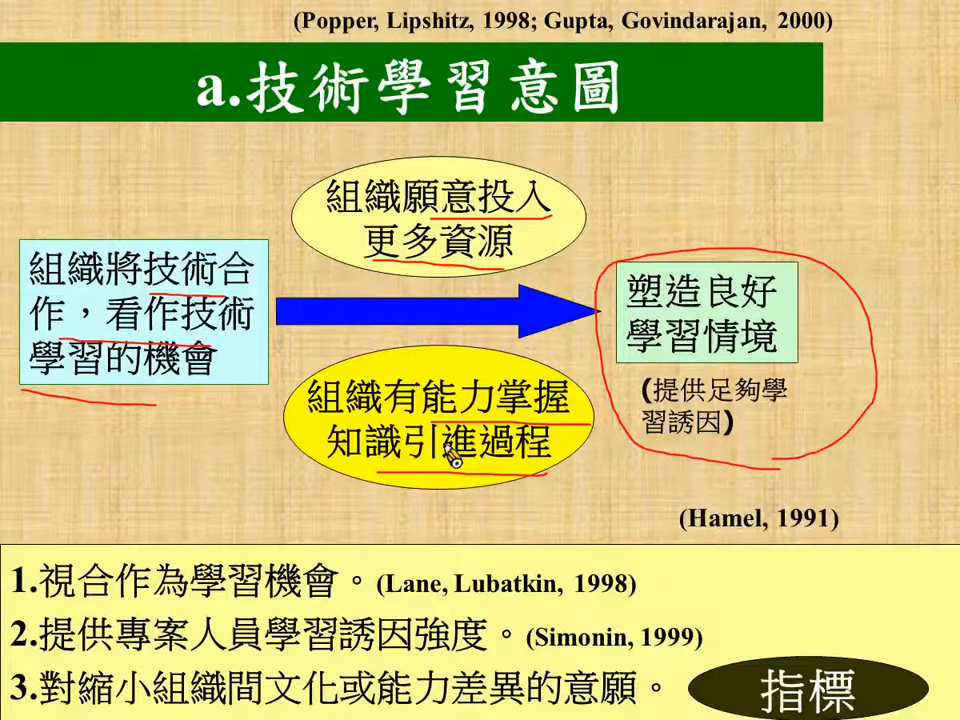 (Popper, Lipshitz, 1998; Gupta, Govindarajan, 2000)
a.技術學習意圖
組織願意投入
更多資源
組織將技術合
作，看作技術
學習的機會
塑造良好
學習情境
(提供足夠學
習誘因)
組織有能力掌握
知識引進過程
(Hamel, 1991)
1.視合作為學習機會。(Lane, Lubatkin, 1998)
2.提供專案人員學習誘因強度。(Simonin, 1999)
3.對縮小組織間文化或能力差異的意願。
指標